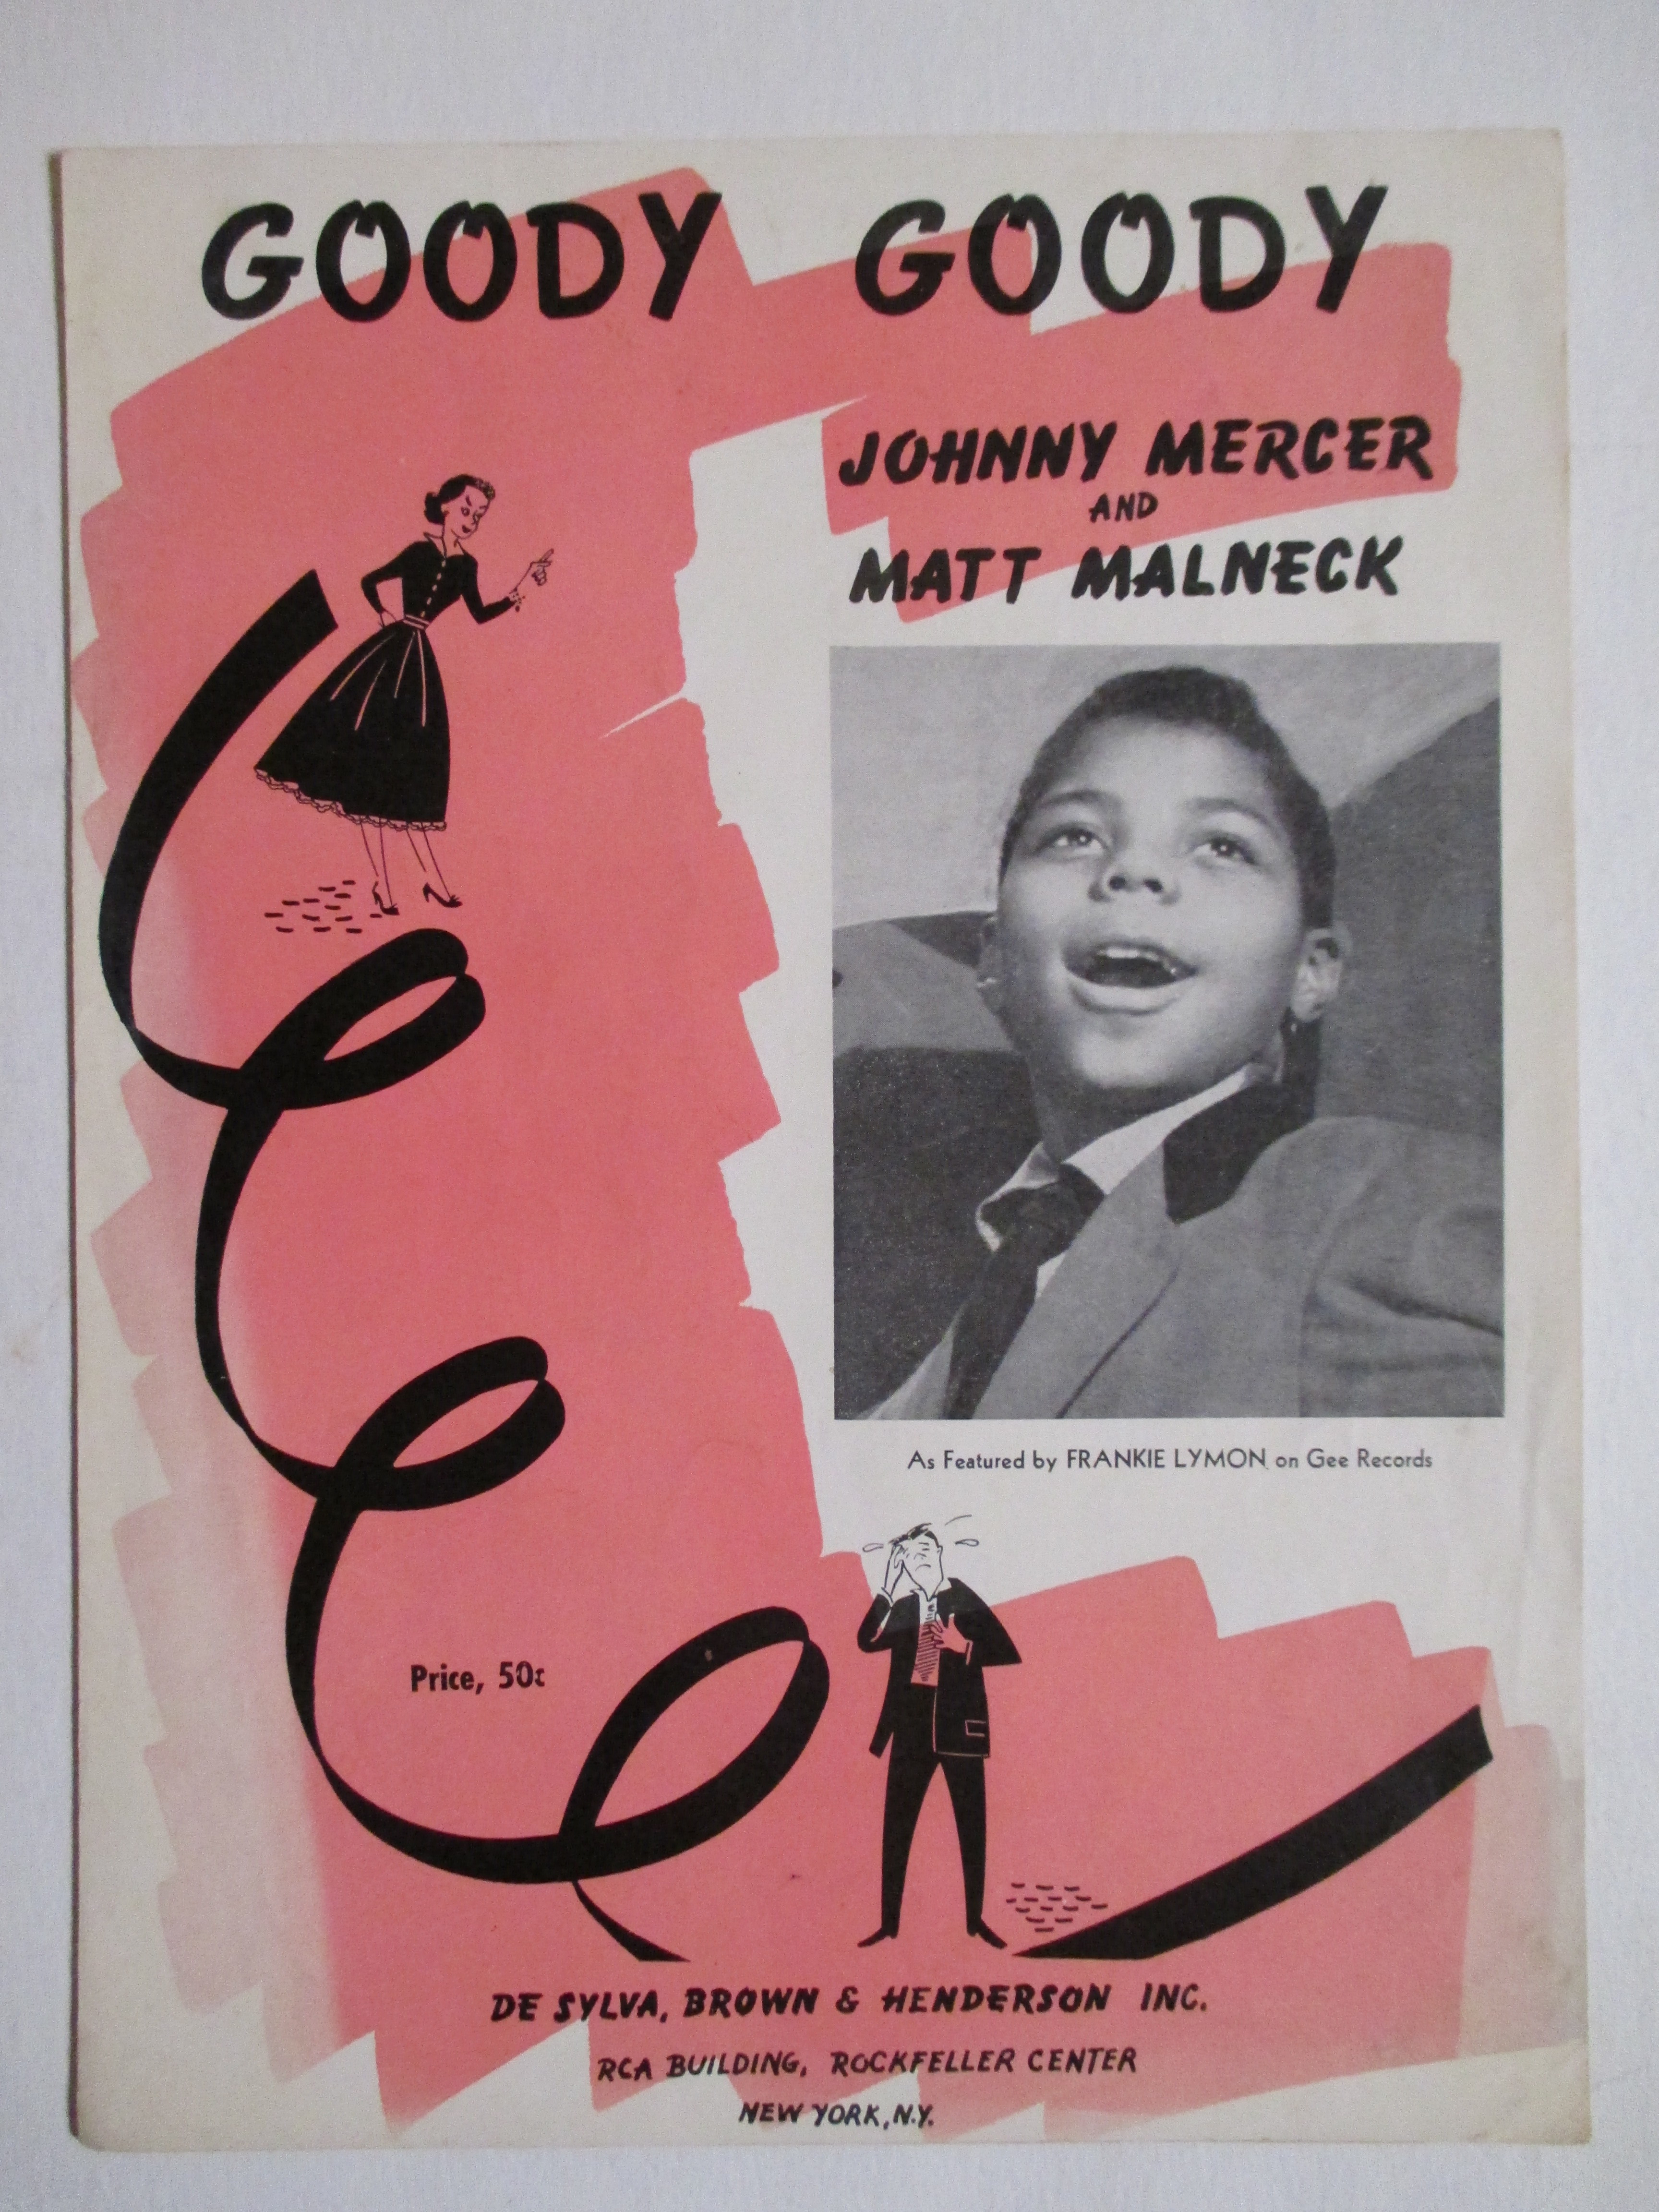 GOODY GOODY
JOHNNY MERCER
AND
MATT MALNECK
As Featured by FRANKIE LYMON on Gee Records
Price, 50¢
DE SYLVA, BROWN & HENDERSON INC.
RCA BUILDING, ROCKFELLER CENTER
NEW YORK, N.Y.